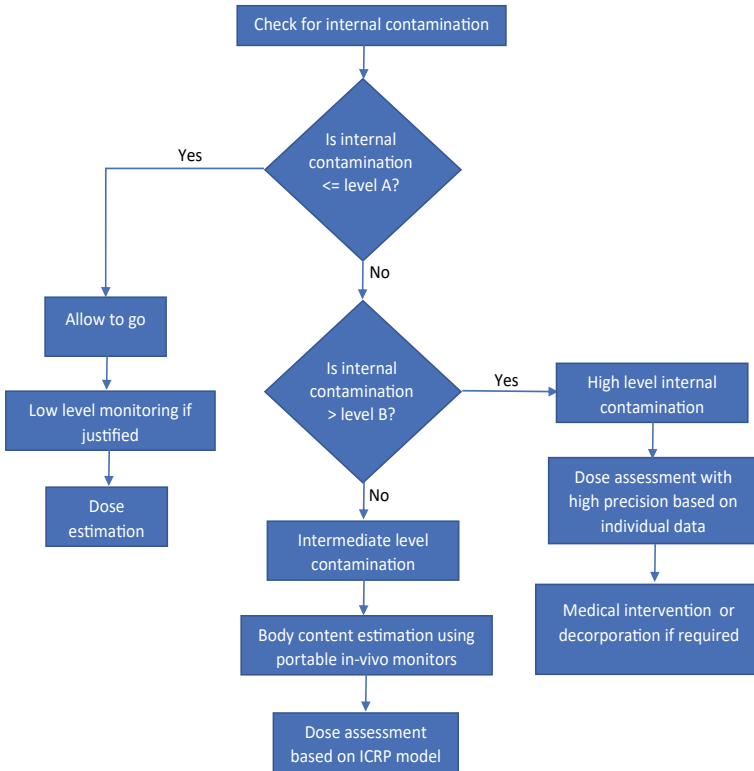 Check for internal contamination
Is internal
contamination
<= level A?
Yes
No
Allow to go
Low level monitoring if
justified
Dose
estimation
Is internal
contamination
> level B?
Yes
High level internal
contamination
Dose assessment with
high precision based on
individual data
Medical intervention or
decorporation if required
No
Intermediate level
contamination
Body content estimation using
portable in-vivo monitors
Dose assessment
based on ICRP model